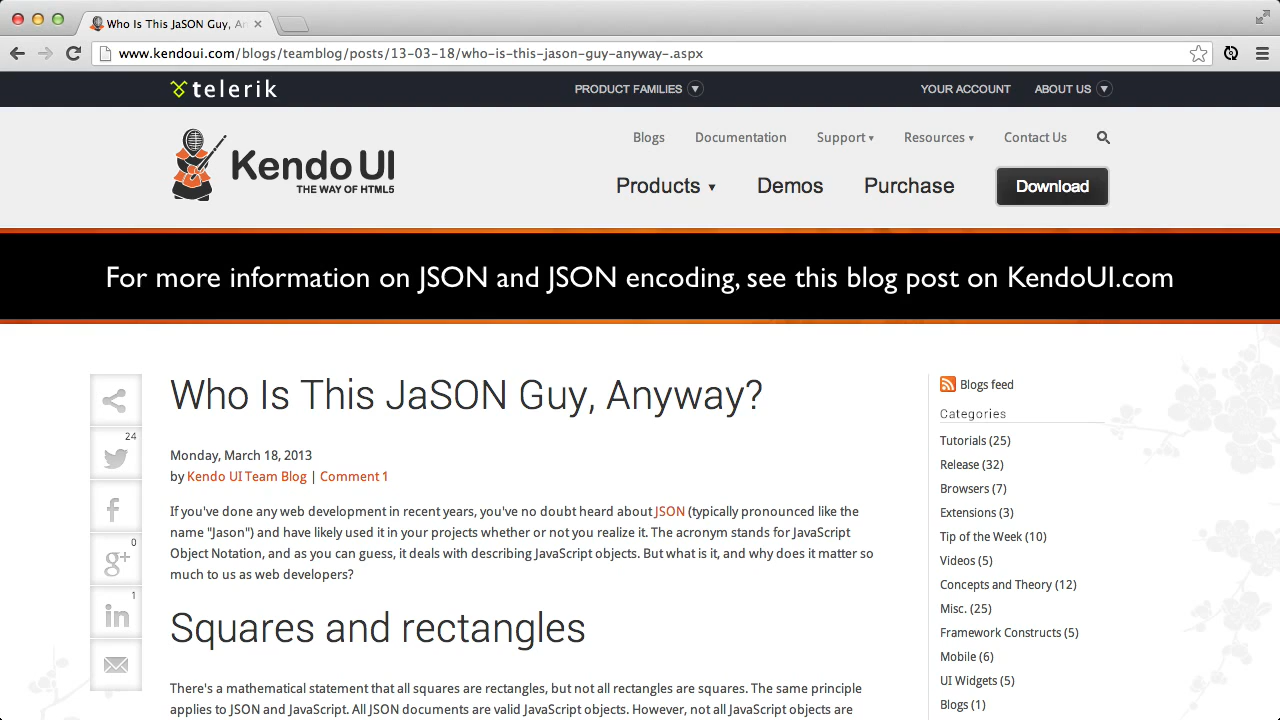 Who Is This JaSON Guy, An
www.kendoui.com/blogs/teamblog/posts/13-03-18/who-is-this-jason-guy-anyway-.aspx
telerik
PRODUCT FAMILIES
YOUR ACCOUNT
ABOUT US
Blogs
Documentation
Support
Resources
Contact Us
Kendo UI
THE WAY OF HTML5
Products
Demos
Purchase
Download
For more information on JSON and JSON encoding, see this blog post on KendoUI.com
Who Is This JaSON Guy, Anyway?
Monday, March 18, 2013
by Kendo UI Team Blog | Comment 1
If you've done any web development in recent years, you've no doubt heard about JSON (typically pronounced like the
name "Jason") and have likely used it in your projects whether or not you realize it. The acronym stands for JavaScript
Object Notation, and as you can guess, it deals with describing JavaScript objects. But what is it, and why does it matter so
much to us as web developers?
Squares and rectangles
There's a mathematical statement that all squares are rectangles, but not all rectangles are squares. The same principle
applies to JSON and JavaScript. All JSON documents are valid JavaScript objects. However, not all JavaScript objects are
24
f
0
g+
1
in
Blogs feed
Categories
Tutorials (25)
Release (32)
Browsers (7)
Extensions (3)
Tip of the Week (10)
Videos (5)
Concepts and Theory (12)
Misc. (25)
Framework Constructs (5)
Mobile (6)
UI Widgets (5)
Blogs (1)